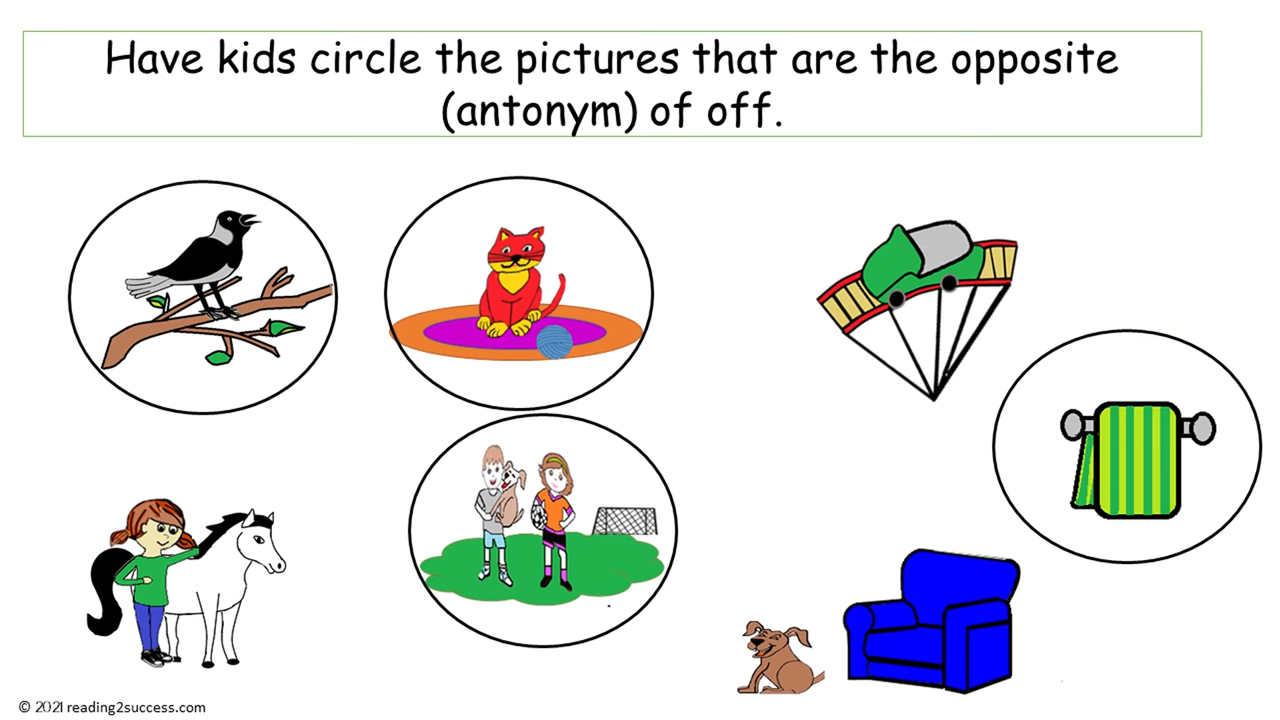 Have kids circle the pictures that are the opposite
(antonym) of off.
© 2021 reading2success.com